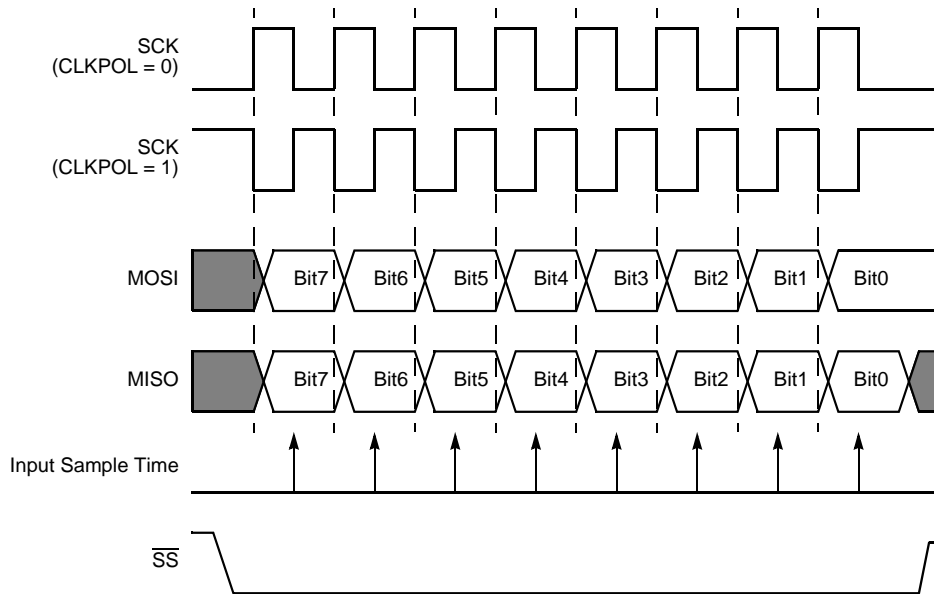 SCK
(CLKPOL = 0)
SCK
(CLKPOL = 1)
MOSI
Bit7 Bit6 Bit5 Bit4 Bit3 Bit2 Bit1 Bit0
MISO
Bit7 Bit6 Bit5 Bit4 Bit3 Bit2 Bit1 Bit0
Input Sample Time
SS